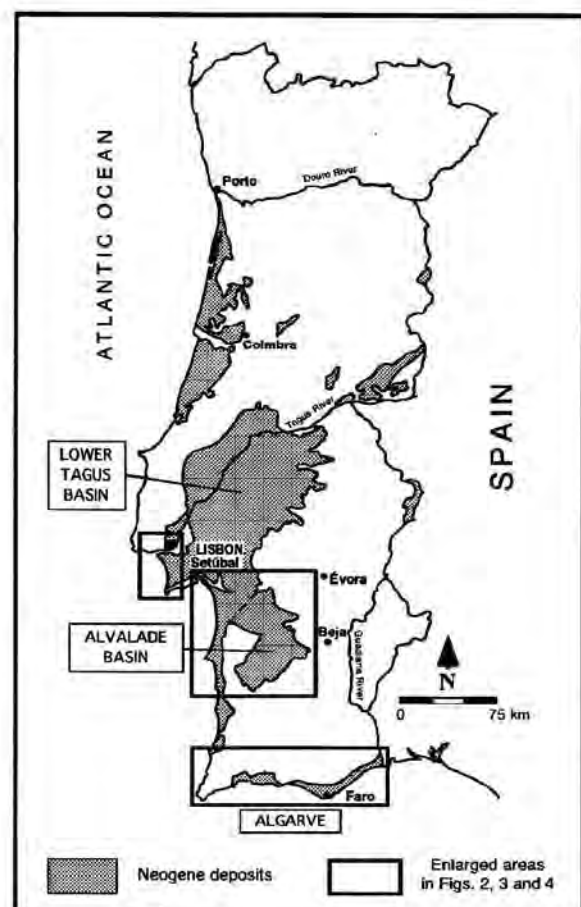 ATLANTIC OCEAN
Porto
Douro River
Coimbra
Tagus River
SPAIN
LOWER
TAGUS
BASIN
LISBON
Setúbal
Évora
ALVALADE
BASIN
Beja
Guadiana River
N
0 75 km
Faro
ALGARVE
Neogene deposits
Enlarged areas
in Figs. 2, 3 and 4